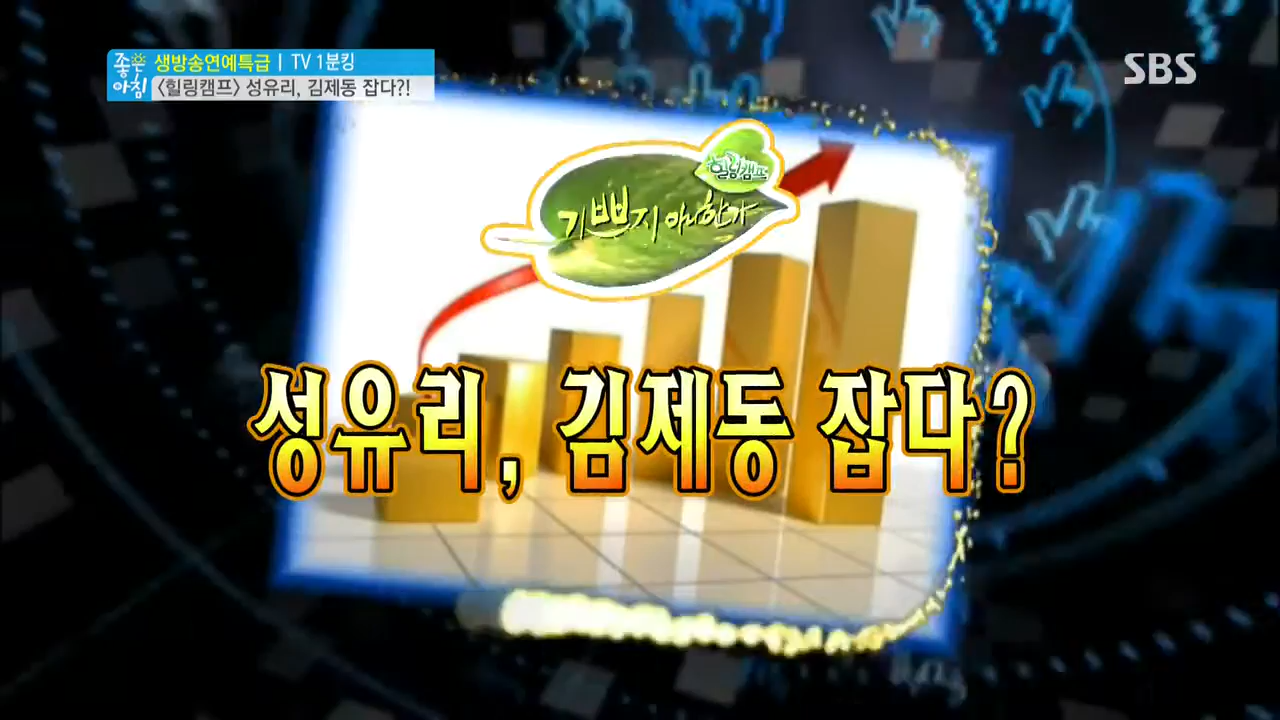 좋은
아침
생방송연예특급 | TV 1분킹
〈힐링캠프〉 성유리, 김제동 잡다?!
SBS
힐링캠프
기쁘지 아니한가
성유리, 김제동 잡다?